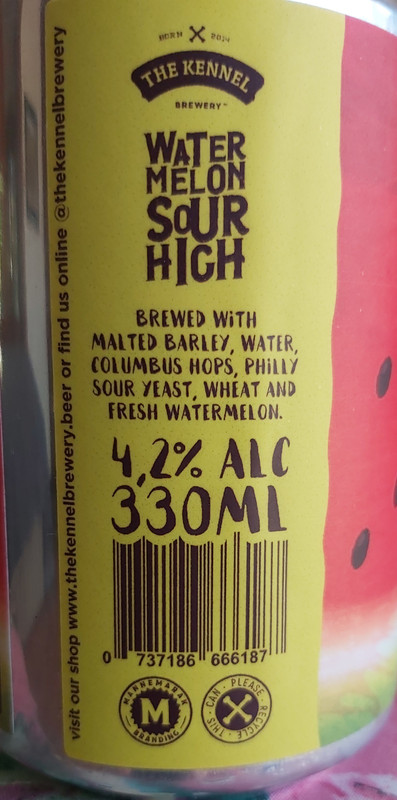 BORN 2014
THE KENNEL
BREWERY™
WATER
MELON
SOUR
HIGH
BREWED WITH
MALTED BARLEY, WATER,
COLUMBUS HOPS, PHILLY
SOUR YEAST, WHEAT AND
FRESH WATERMELON.
4,2% ALC
330ML
0 737186 666187
MANNEMARAK
M
BRANDING
· THIS · CAN · PLEASE · RECYCLE
visit our shop www.thekennelbrewery.beer or find us online @thekennelbrewery